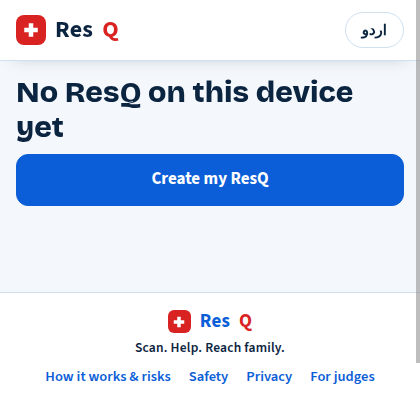 Res Q
اردو
No ResQ on this device
yet
Create my ResQ
Res Q
Scan. Help. Reach family.
How it works & risks Safety Privacy For judges